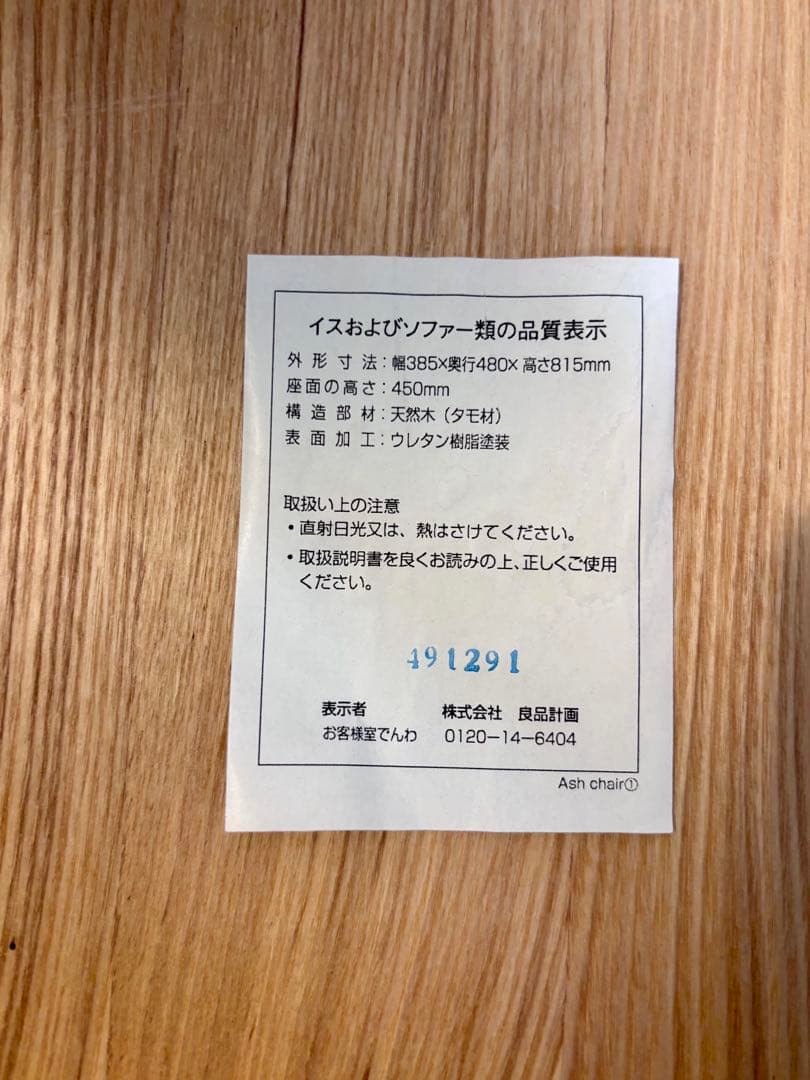 イスおよびソファー類の品質表示
外形寸法：幅385×奥行480×高さ815mm
座面の高さ：450mm
構造部材：天然木（タモ材）
表面加工：ウレタン樹脂塗装
取扱い上の注意
・直射日光又は、熱はさけてください。
・取扱説明書を良くお読みの上、正しくご使用
ください。
491291
表示者 株式会社 良品計画
お客様室でんわ 0120-14-6404
Ash chair①